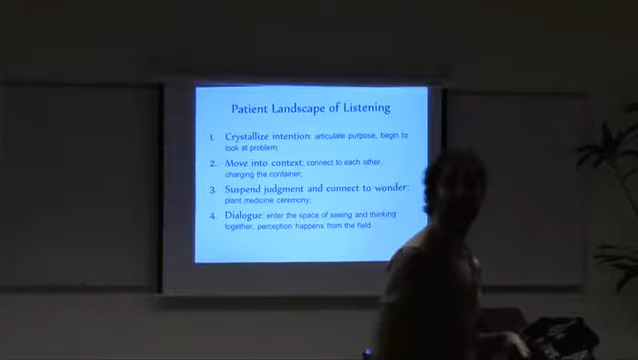 Patient Landscape of Listening
1. Crystallize intention: articulate purpose, begin to
look at problem;
2. Move into context: connect to each other,
charging the container;
3. Suspend judgment and connect to wonder:
plant medicine ceremony;
4. Dialogue: enter the space of seeing and thinking
together, perception happens from the field.